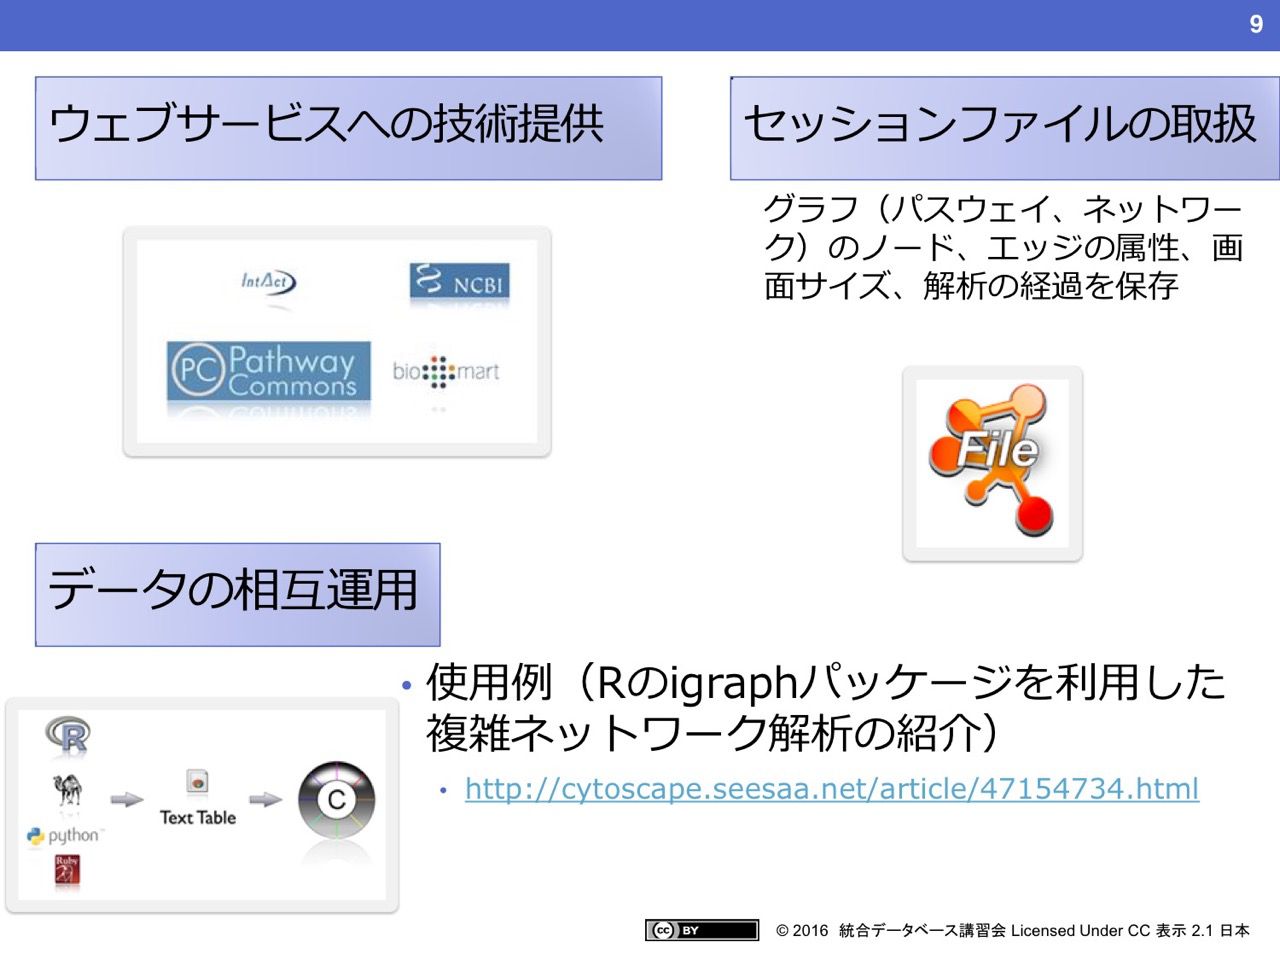 9
ウェブサービスへの技術提供
IntAct
NCBI
PC Pathway Commons
bio mart
セッションファイルの取扱
グラフ（パスウェイ、ネットワー
ク）のノード、エッジの属性、画
面サイズ、解析の経過を保存
File
データの相互運用
R
python
Ruby
Text Table
C
• 使用例（Rのigraphパッケージを利用した
複雑ネットワーク解析の紹介）
• http://cytoscape.seesaa.net/article/47154734.html
cc BY
© 2016 統合データベース講習会 Licensed Under CC 表示 2.1 日本